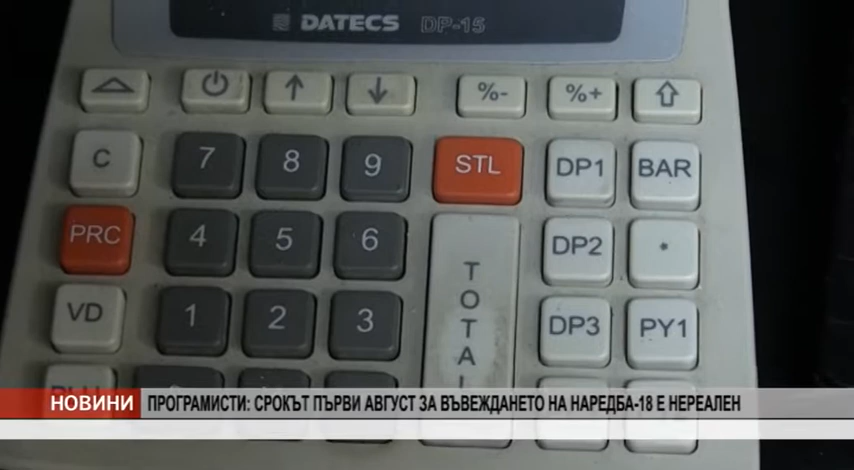 DATECS DP-15
%- %+
C 7 8 9 STL DP1 BAR
PRC 4 5 6 DP2 *
VD 1 2 3 TOTAL DP3 PY1
НОВИНИ ПРОГРАМИСТИ: СРОКЪТ ПЪРВИ АВГУСТ ЗА ВЪВЕЖДАНЕТО НА НАРЕДБА-18 Е НЕРЕАЛЕН